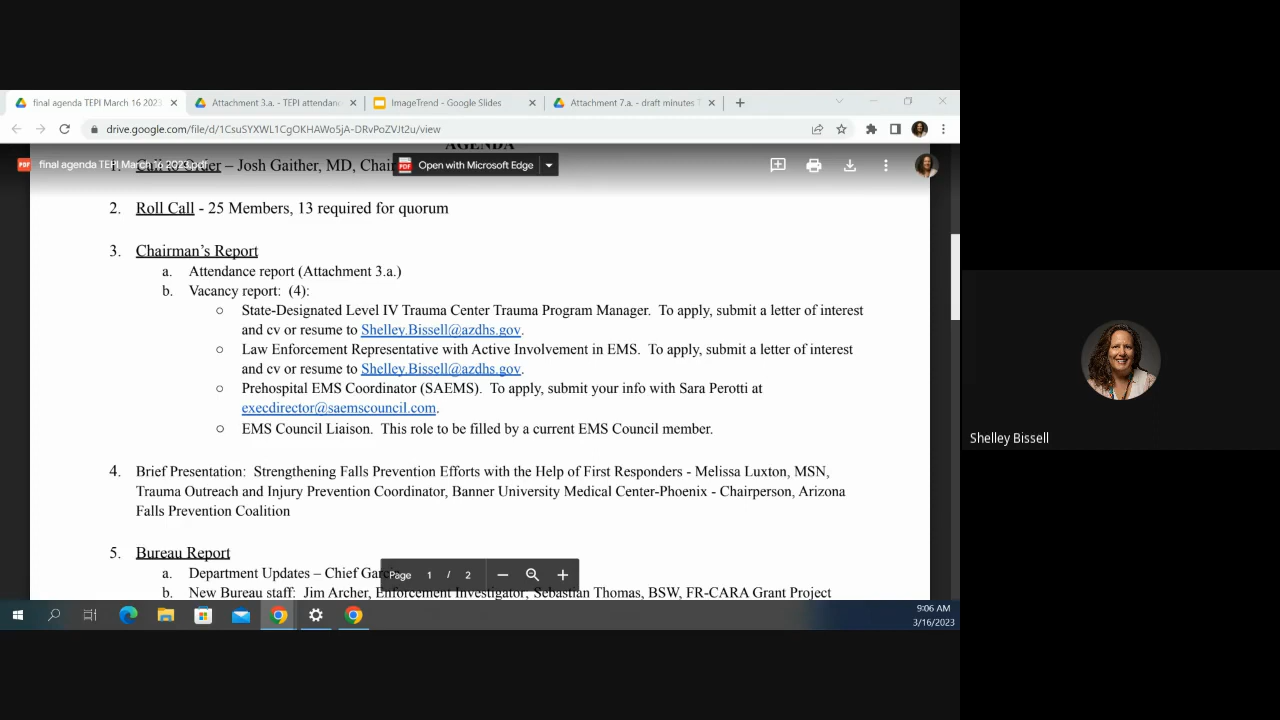 final agenda TEPI March 16 2023
Attachment 3.a. - TEPI attendan
ImageTrend - Google Slides
Attachment 7.a. - draft minutes T
drive.google.com/file/d/1CsuSYXWL1CgOKHAWo5jA-DRvPoZVJt2u/view
AGENDA
PDF final agenda TEPI March 16 2023.pdf
PDF Open with Microsoft Edge
1. Call to Order – Josh Gaither, MD, Chair
2. Roll Call - 25 Members, 13 required for quorum
3. Chairman’s Report
a. Attendance report (Attachment 3.a.)
b. Vacancy report: (4):
○ State-Designated Level IV Trauma Center Trauma Program Manager. To apply, submit a letter of interest
and cv or resume to Shelley.Bissell@azdhs.gov.
○ Law Enforcement Representative with Active Involvement in EMS. To apply, submit a letter of interest
and cv or resume to Shelley.Bissell@azdhs.gov.
○ Prehospital EMS Coordinator (SAEMS). To apply, submit your info with Sara Perotti at
execdirector@saemscouncil.com.
○ EMS Council Liaison. This role to be filled by a current EMS Council member.
4. Brief Presentation: Strengthening Falls Prevention Efforts with the Help of First Responders - Melissa Luxton, MSN,
Trauma Outreach and Injury Prevention Coordinator, Banner University Medical Center-Phoenix - Chairperson, Arizona
Falls Prevention Coalition
5. Bureau Report
a. Department Updates – Chief Garc
b. New Bureau staff: Jim Archer, Enforcement Investigator, Sebastian Thomas, BSW, FR-CARA Grant Project
Page 1 / 2
9:06 AM
3/16/2023
Shelley Bissell